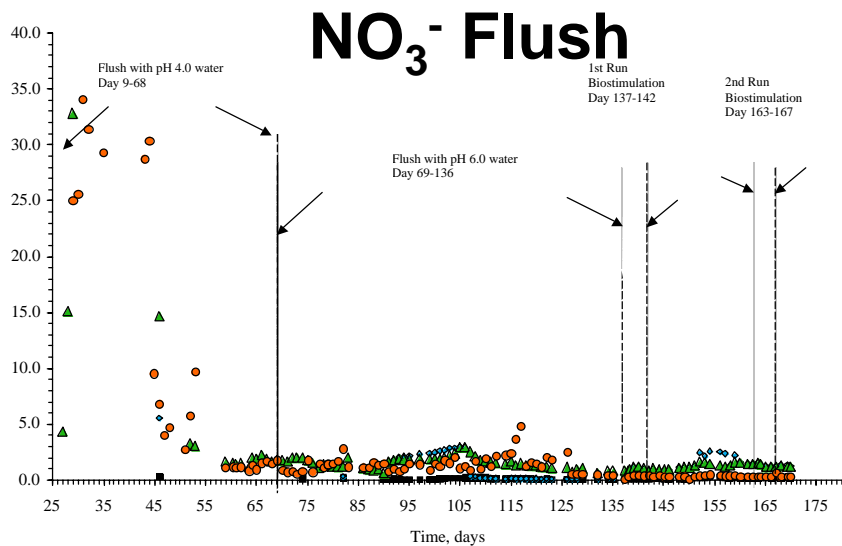 NO₃⁻ Flush
40.0
35.0
30.0
25.0
20.0
15.0
10.0
5.0
0.0
Flush with pH 4.0 water
Day 9-68
Flush with pH 6.0 water
Day 69-136
1st Run
Biostimulation
Day 137-142
2nd Run
Biostimulation
Day 163-167
25 35 45 55 65 75 85 95 105 115 125 135 145 155 165 175
Time, days